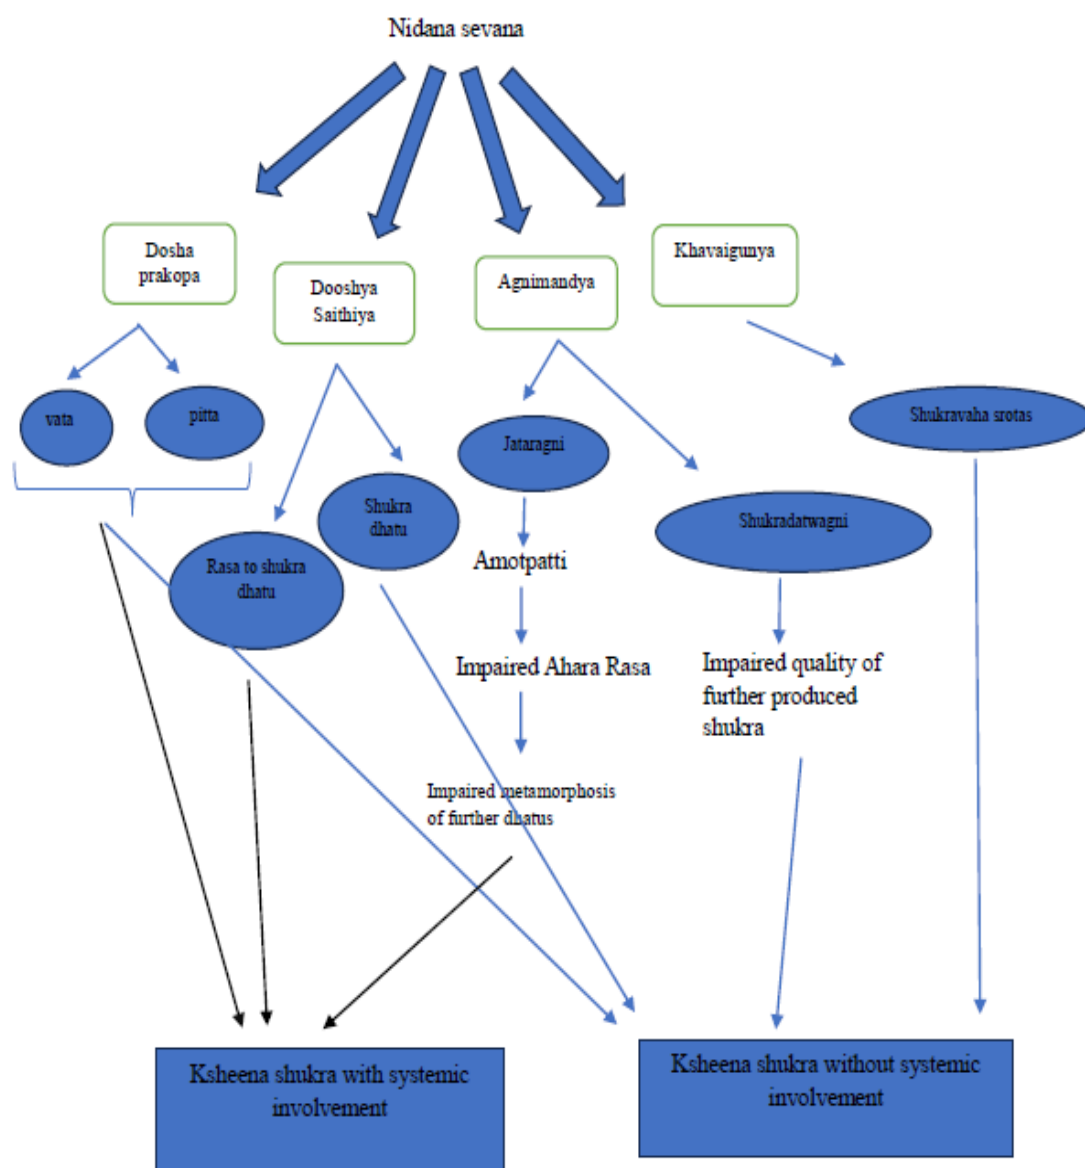 Nidana sevana
Dosha
prakopa
Dooshya
Saithiya
Agnimandya
Khavaigunya
vata
pitta
Rasa to shukra
dhatu
Shukra
dhatu
Jataragni
Shukradatwagni
Shukravaha srotas
Amotpatti
Impaired Ahara Rasa
Impaired metamorphosis
of further dhatus
Impaired quality of
further produced
shukra
Ksheena shukra with systemic
involvement
Ksheena shukra without systemic
involvement